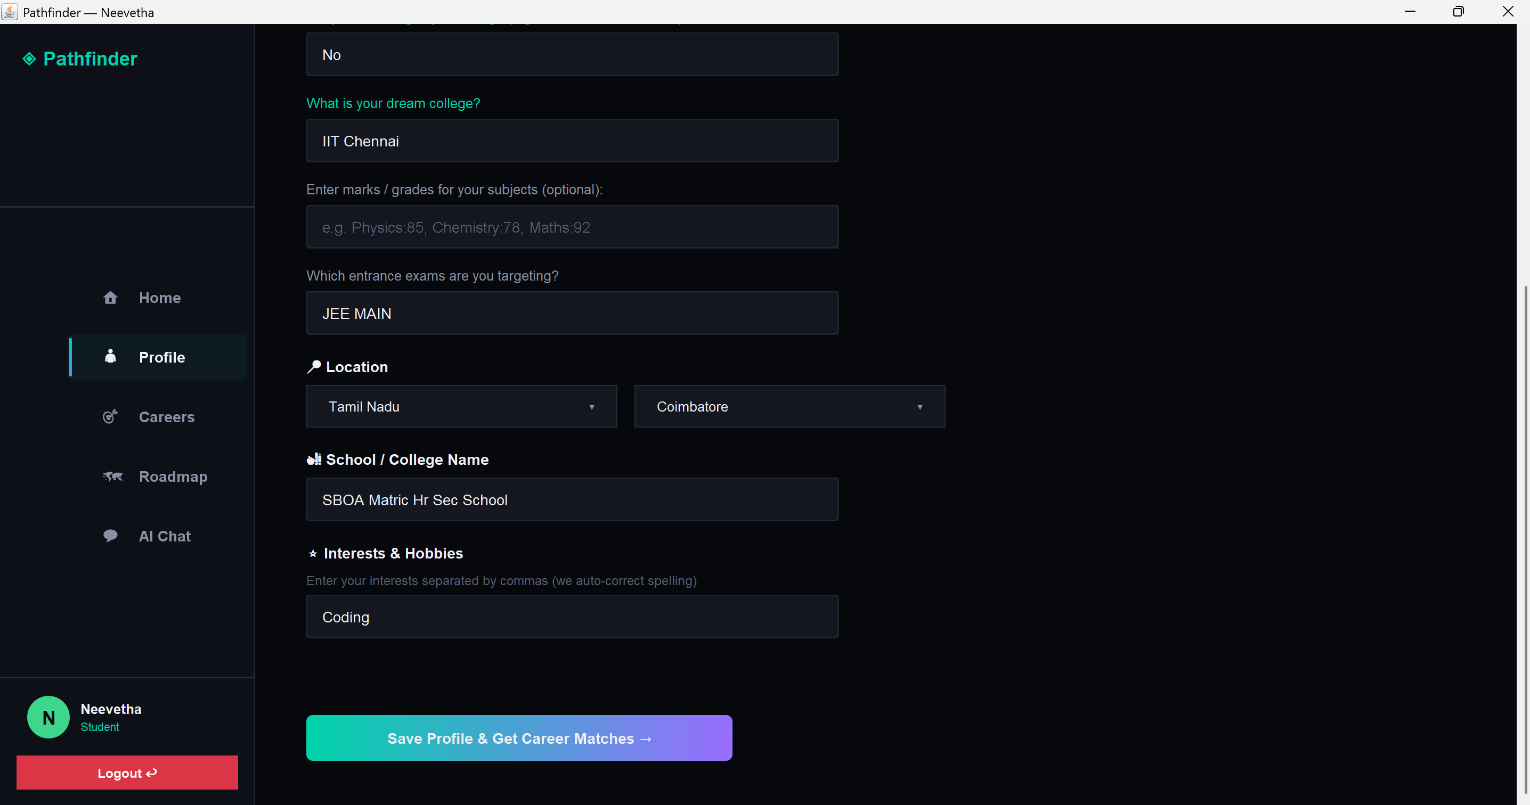 Pathfinder — Neevetha
Pathfinder
No
What is your dream college?
IIT Chennai
Enter marks / grades for your subjects (optional):
e.g. Physics:85, Chemistry:78, Maths:92
Which entrance exams are you targeting?
JEE MAIN
Location
Tamil Nadu
Coimbatore
School / College Name
SBOA Matric Hr Sec School
Interests & Hobbies
Enter your interests separated by commas (we auto-correct spelling)
Coding
Save Profile & Get Career Matches →
Home
Profile
Careers
Roadmap
AI Chat
N
Neevetha
Student
Logout ↩